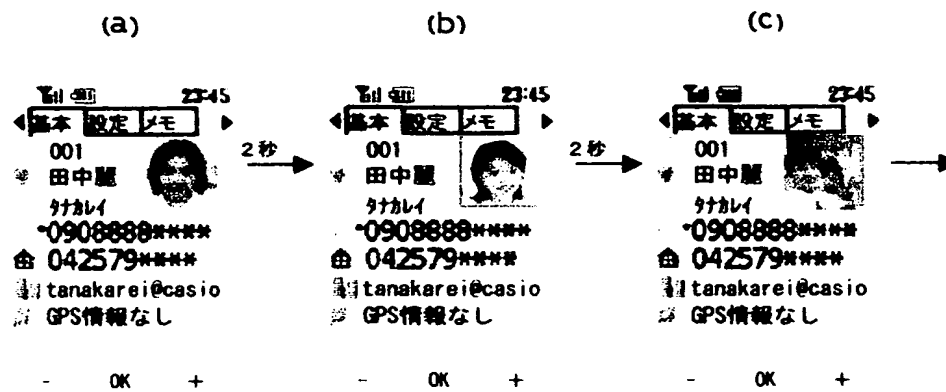 (a) (b) (c)
23:45
基本 設定 メモ
001
田中麗
タナカレイ
0908888****
042579****
tanakarei@casio
GPS情報なし
- OK +
2秒
23:45
基本 設定 メモ
001
田中麗
タナカレイ
0908888****
042579****
tanakarei@casio
GPS情報なし
- OK +
2秒
23:45
基本 設定 メモ
001
田中麗
タナカレイ
0908888****
042579****
tanakarei@casio
GPS情報なし
- OK +